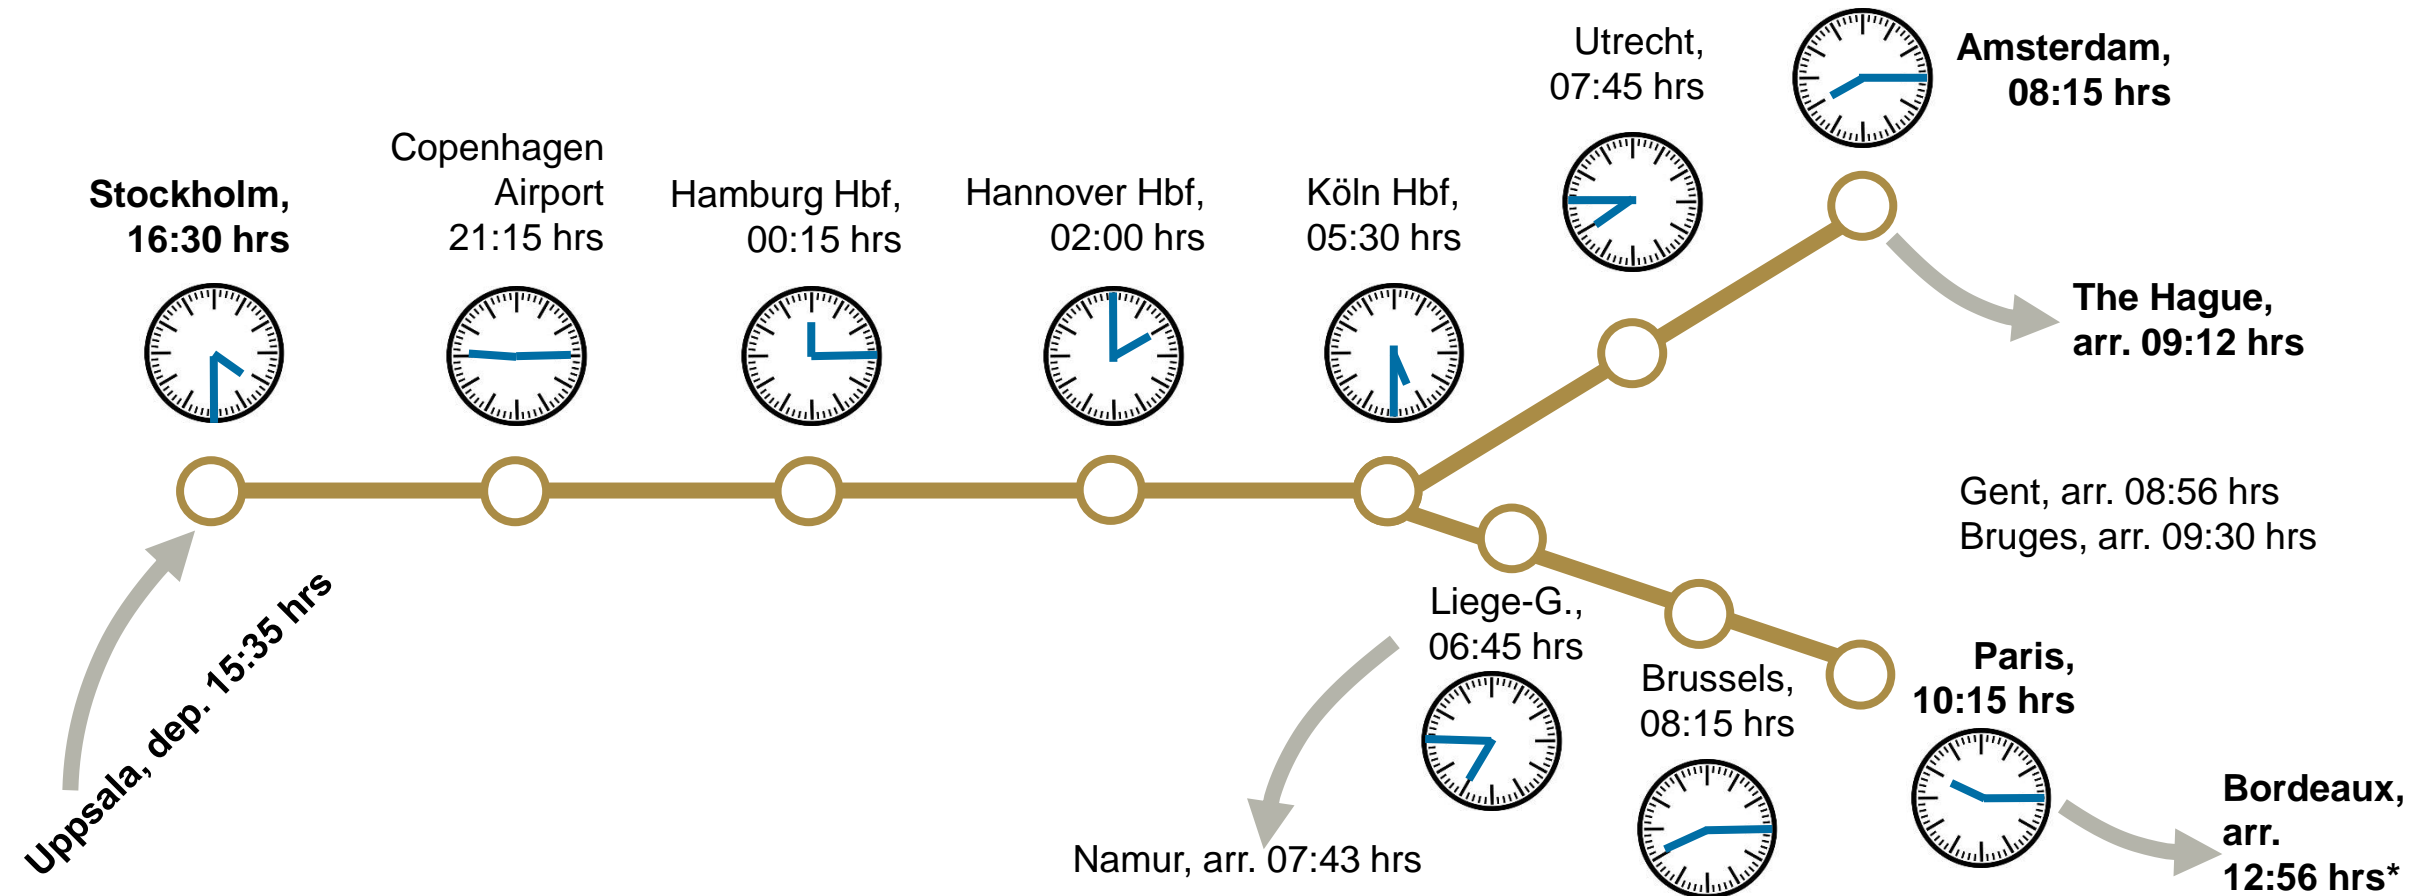 Stockholm,
16:30 hrs
Copenhagen
Airport
21:15 hrs
Hamburg Hbf,
00:15 hrs
Hannover Hbf,
02:00 hrs
Köln Hbf,
05:30 hrs
Utrecht,
07:45 hrs
Amsterdam,
08:15 hrs
The Hague,
arr. 09:12 hrs
Gent, arr. 08:56 hrs
Bruges, arr. 09:30 hrs
Uppsala, dep. 15:35 hrs
Liege-G.,
06:45 hrs
Namur, arr. 07:43 hrs
Brussels,
08:15 hrs
Paris,
10:15 hrs
Bordeaux,
arr.
12:56 hrs*